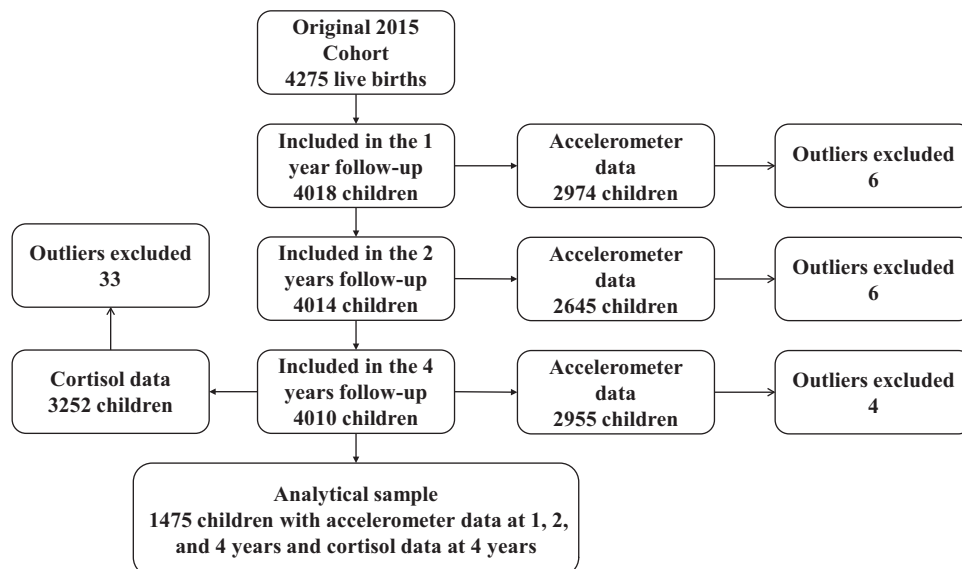 Original 2015
Cohort
4275 live births
Included in the 1
year follow-up
4018 children
Accelerometer
data
2974 children
Outliers excluded
6
Outliers excluded
33
Included in the 2
years follow-up
4014 children
Accelerometer
data
2645 children
Outliers excluded
6
Cortisol data
3252 children
Included in the 4
years follow-up
4010 children
Accelerometer
data
2955 children
Outliers excluded
4
Analytical sample
1475 children with accelerometer data at 1, 2,
and 4 years and cortisol data at 4 years